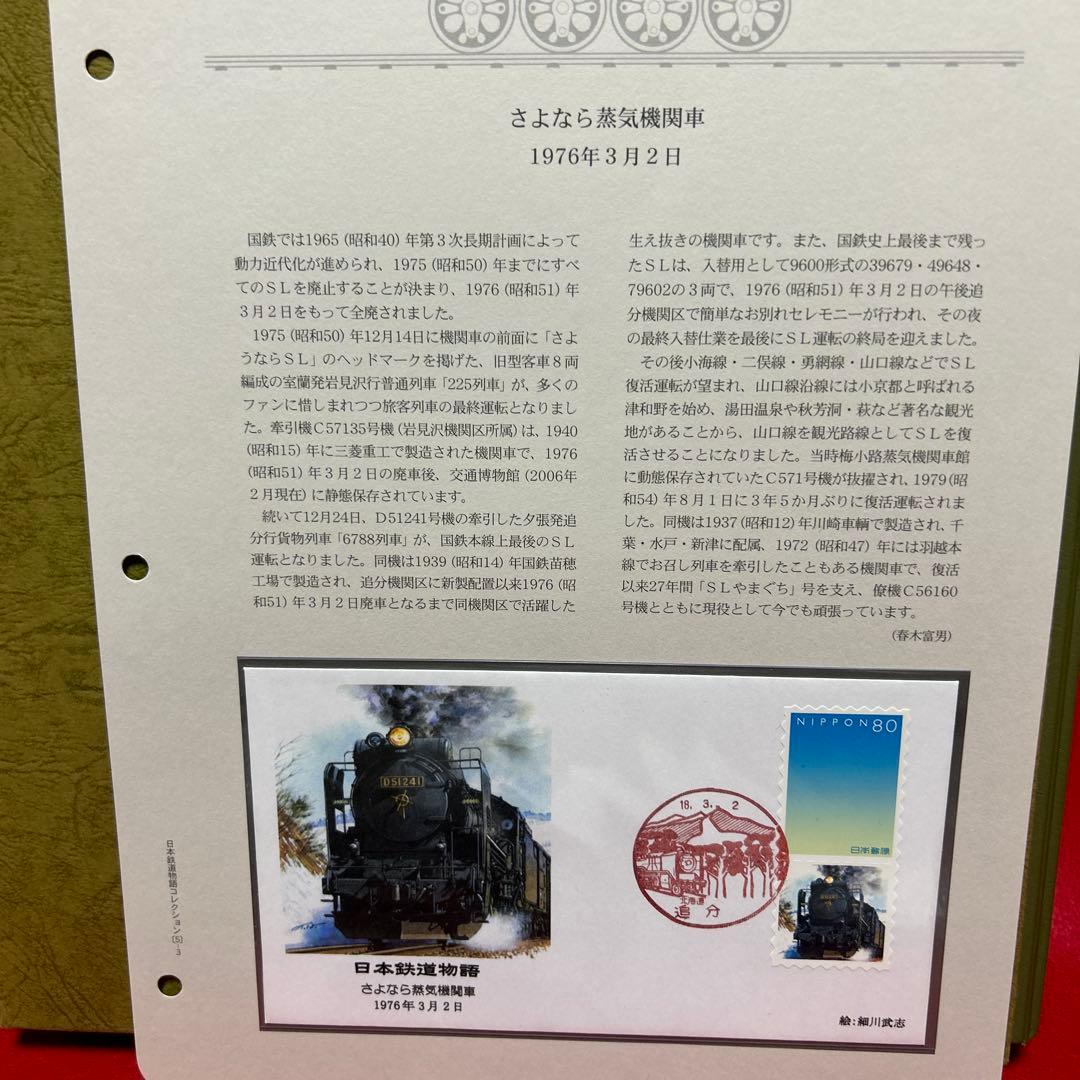 さよなら蒸気機関車
1976年3月2日
国鉄では1965(昭和40)年第3次長期計画によって
動力近代化が進められ、1975(昭和50)年までにすべ
てのＳＬを廃止することが決まり、1976(昭和51)年
3月2日をもって全廃されました。
1975(昭和50)年12月14日に機関車の前面に「さよ
うならＳＬ」のヘッドマークを掲げた、旧型客車8両
編成の室蘭発岩見沢行普通列車「225列車」が、多くの
ファンに惜しまれつつ旅客列車の最終運転となりまし
た。牽引機Ｃ57135号機(岩見沢機関区所属)は、1940
(昭和15)年に三菱重工で製造された機関車で、1976
(昭和51)年3月2日の廃車後、交通博物館(2006年
2月現在)に静態保存されています。
続いて12月24日、Ｄ51241号機の牽引した夕張発追
分行貨物列車「6788列車」が、国鉄本線上最後のＳＬ
運転となりました。同機は1939(昭和14)年国鉄苗穂
工場で製造され、追分機関区に新製配置以来1976(昭
和51)年3月2日廃車となるまで同機関区で活躍した
生え抜きの機関車です。また、国鉄史上最後まで残っ
たＳＬは、入替用として9600形式の39679・49648・
79602の3両で、1976(昭和51)年3月2日の午後追
分機関区で簡単なお別れセレモニーが行われ、その夜
の最終入替仕業を最後にＳＬ運転の終局を迎えました。
その後小海線・二俣線・勇網線・山口線などでＳＬ
復活運転が望まれ、山口線沿線には小京都と呼ばれる
津和野を始め、湯田温泉や秋芳洞・萩など著名な観光
地があることから、山口線を観光路線としてＳＬを復
活させることになりました。当時梅小路蒸気機関車館
に動態保存されていたＣ571号機が抜擢され、1979(昭
和54)年8月1日に3年5か月ぶりに復活運転されま
した。同機は1937(昭和12)年川崎車輌で製造され、千
葉・水戸・新津に配属、1972(昭和47)年には羽越本
線でお召し列車を牽引したこともある機関車で、復活
以来27年間「ＳＬやまぐち」号を支え、僚機Ｃ56160
号機とともに現役として今でも頑張っています。
(春木富男)
D51241
日本鉄道物語
さよなら蒸気機関車
1976年3月2日
18.3.2
北海道
追分
NIPPON 80
日本郵便
絵:細川武志
日本鉄道物語コレクション〔5〕-3